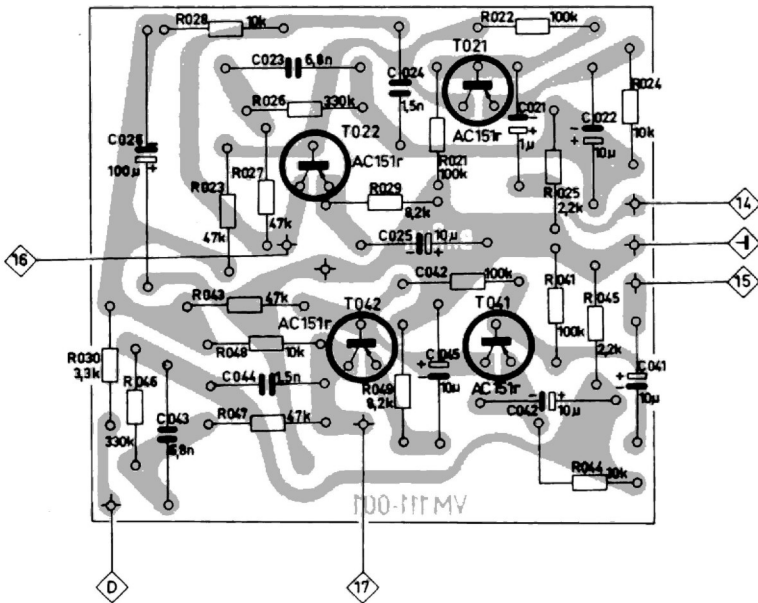 R028
10k
R022
100k
T021
C023
6,8n
C024
1,5n
R026
330k
T022
AC151r
C026
100µ
+
R023
47k
R027
47k
R029
8,2k
R021
100k
AC151r
C021
-
+
1µ
C022
-
+
10µ
R024
10k
R025
2,2k
14
C025
10µ
-
+
16
15
C042
100k
R041
100k
R045
2,2k
R043
47k
T042
AC151r
T041
AC151r
R048
10k
C044
1,5n
R047
47k
R030
3,3k
R046
330k
C043
6,8n
R049
8,2k
C045
+
-
10µ
C041
+
-
10µ
C042
-
+
10µ
R044
10k
VM111-001
D
17